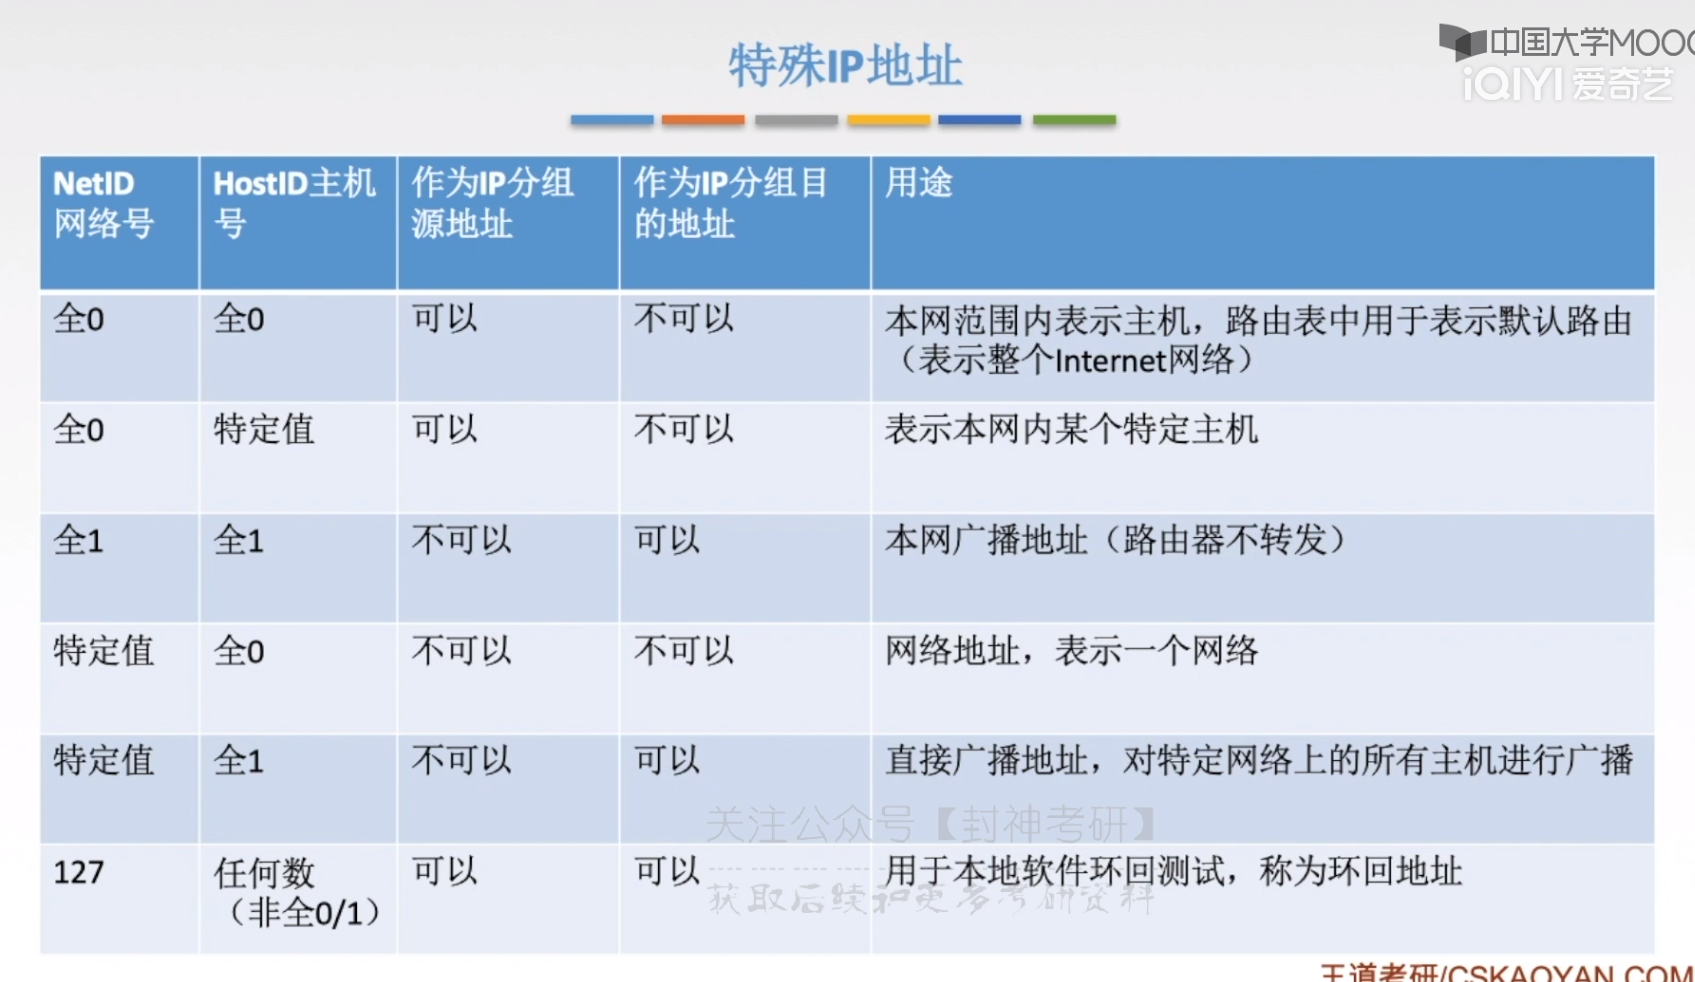 中国大学MOOC
iQIYI 爱奇艺
特殊IP地址
NetID
网络号
HostID主机
号
作为IP分组
源地址
作为IP分组目
的地址
用途
全0
全0
可以
不可以
本网范围内表示主机，路由表中用于表示默认路由
（表示整个Internet网络）
全0
特定值
可以
不可以
表示本网内某个特定主机
全1
全1
不可以
可以
本网广播地址（路由器不转发）
特定值
全0
不可以
不可以
网络地址，表示一个网络
特定值
全1
不可以
可以
直接广播地址，对特定网络上的所有主机进行广播
关注公众号【封神考研】
127
任何数
（非全0/1）
可以
可以
用于本地软件环回测试，称为环回地址
获取后续和更多考研资料
王道考研/CSKAOYAN.COM